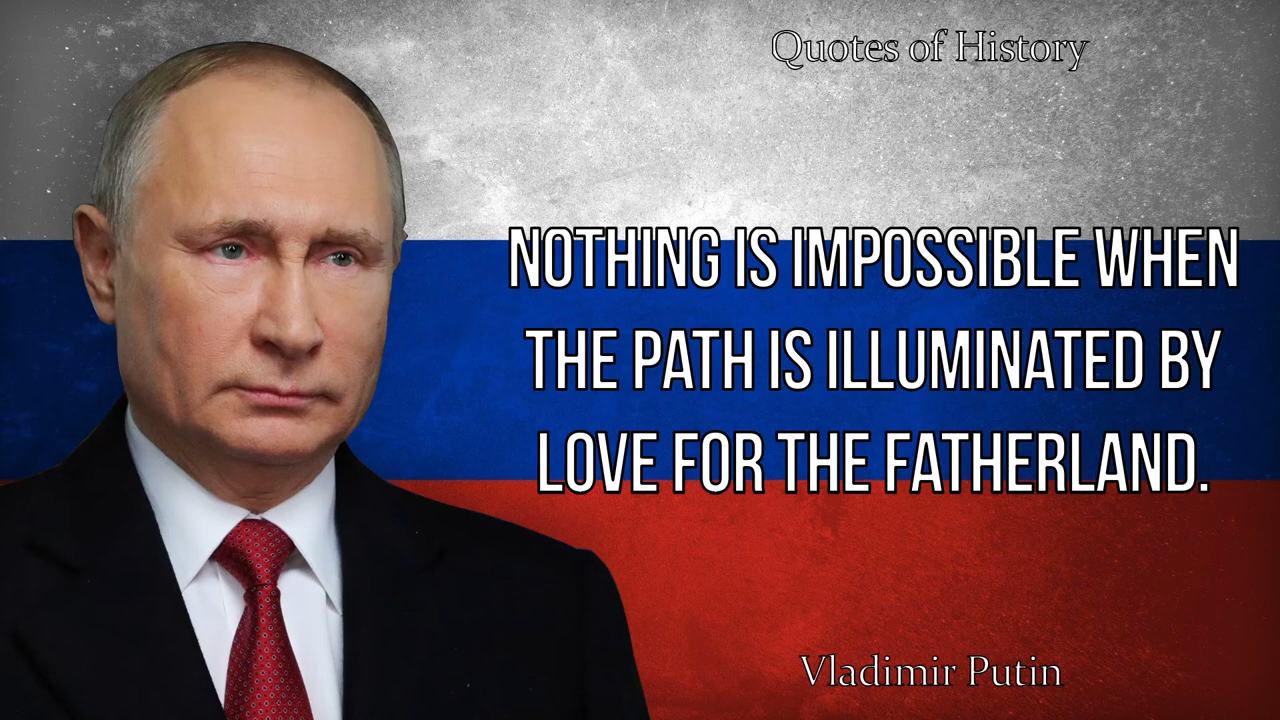 Quotes of History
NOTHING IS IMPOSSIBLE WHEN
THE PATH IS ILLUMINATED BY
LOVE FOR THE FATHERLAND.
Vladimir Putin